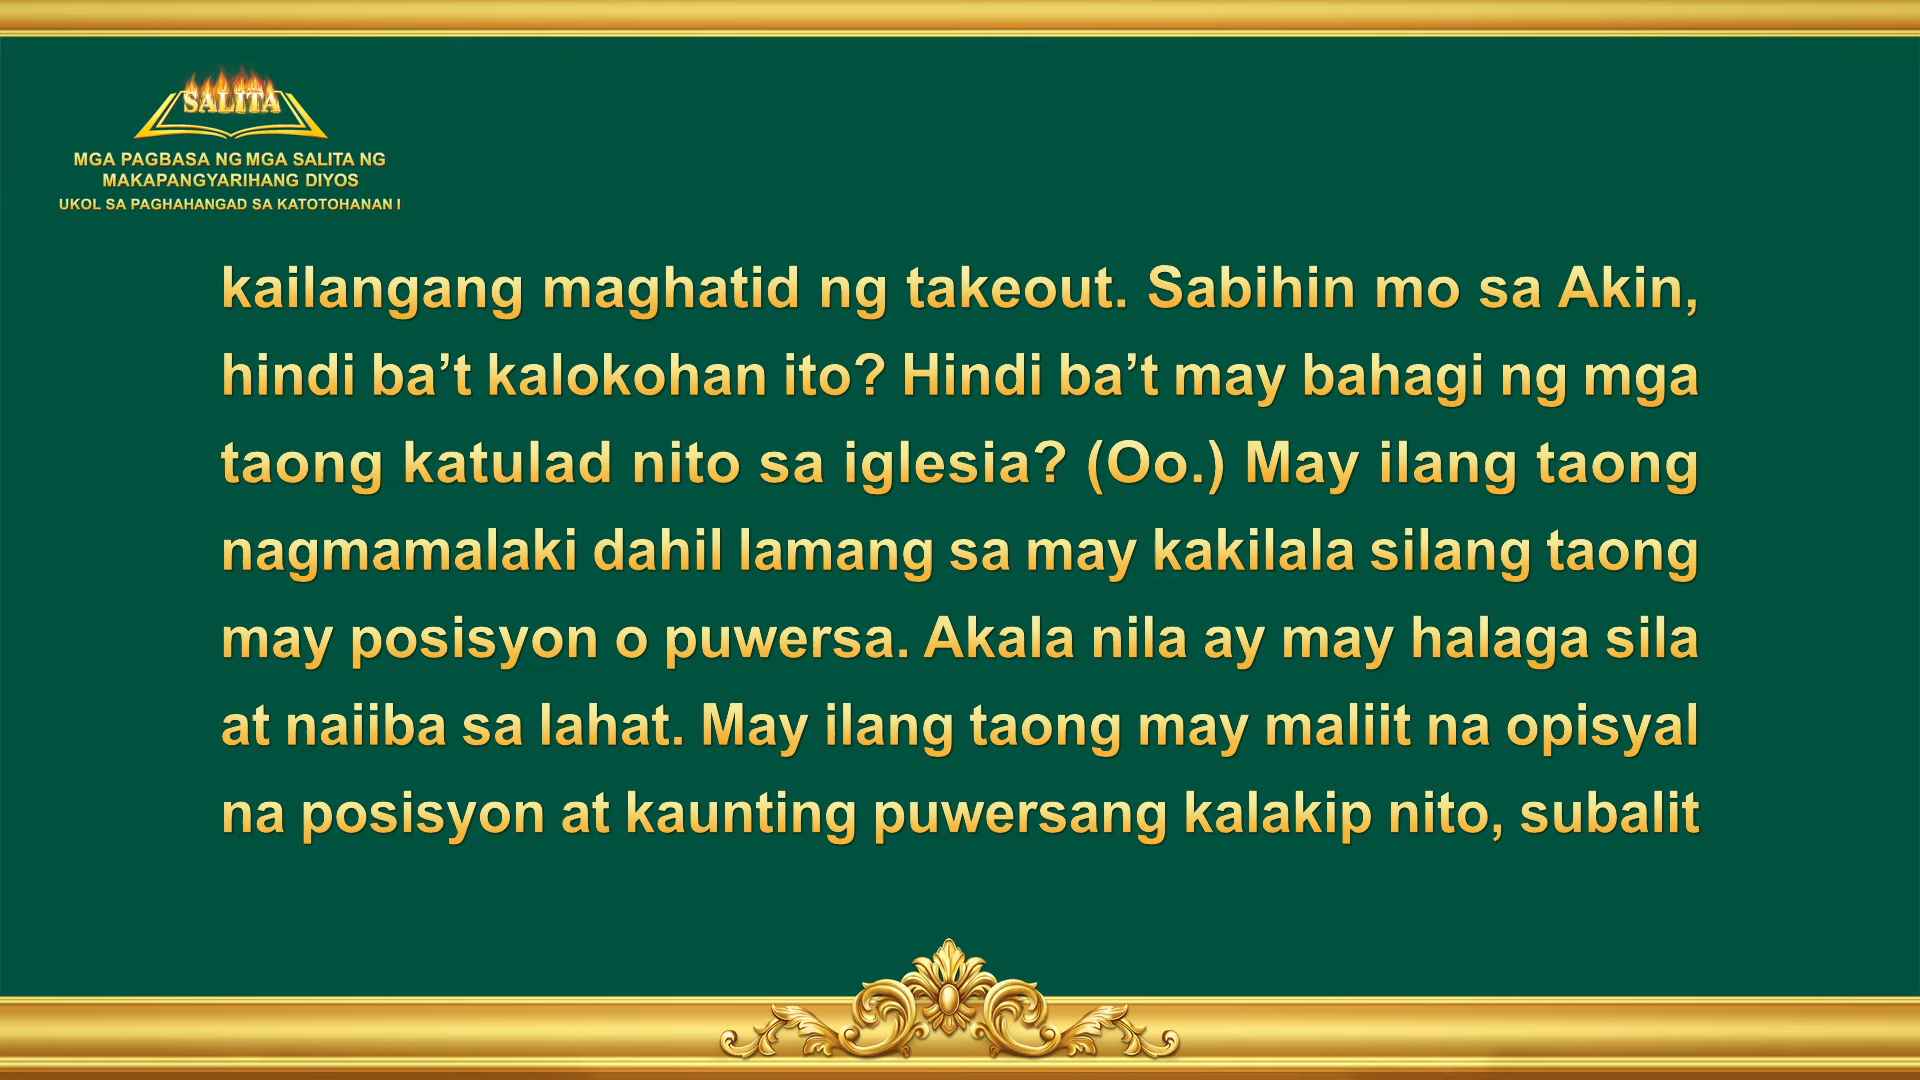 SALITA
MGA PAGBASA NG MGA SALITA NG
MAKAPANGYARIHANG DIYOS
UKOL SA PAGHAHANGAD SA KATOTOHANAN I
kailangang maghatid ng takeout. Sabihin mo sa Akin,
hindi ba’t kalokohan ito? Hindi ba’t may bahagi ng mga
taong katulad nito sa iglesia? (Oo.) May ilang taong
nagmamalaki dahil lamang sa may kakilala silang taong
may posisyon o puwersa. Akala nila ay may halaga sila
at naiiba sa lahat. May ilang taong may maliit na opisyal
na posisyon at kaunting puwersang kalakip nito, subalit